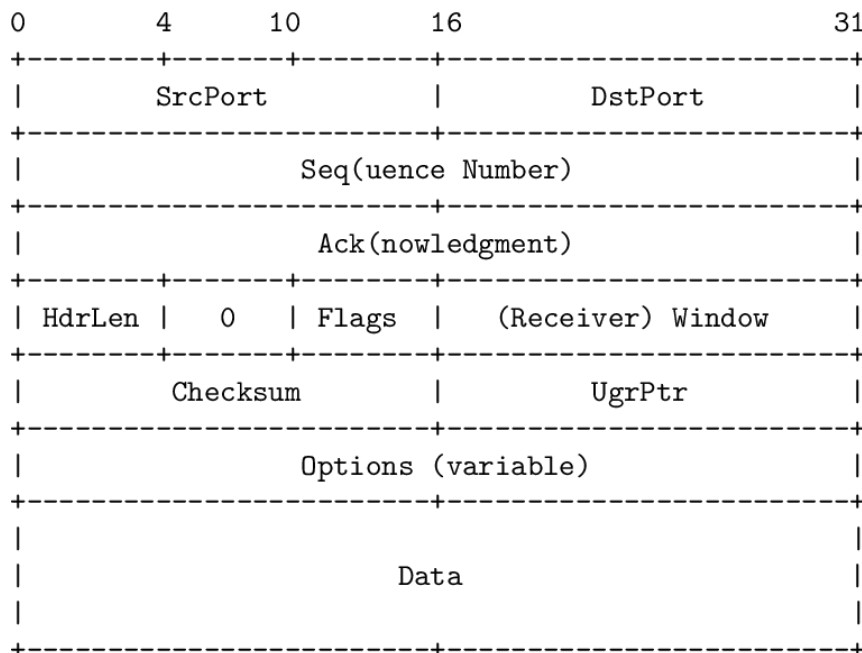 0 4 10 16 31
+--------+-------+--------+-------------------------+
| SrcPort | DstPort |
+-------------------------+-------------------------+
| Seq(uence Number) |
+-------------------------+-------------------------+
| Ack(nowledgment) |
+--------+-------+--------+-------------------------+
| HdrLen | 0 | Flags | (Receiver) Window |
+--------+-------+--------+-------------------------+
| Checksum | UgrPtr |
+-------------------------+-------------------------+
| Options (variable) |
+-------------------------+-------------------------+
| |
| Data |
| |
+-------------------------+-------------------------+